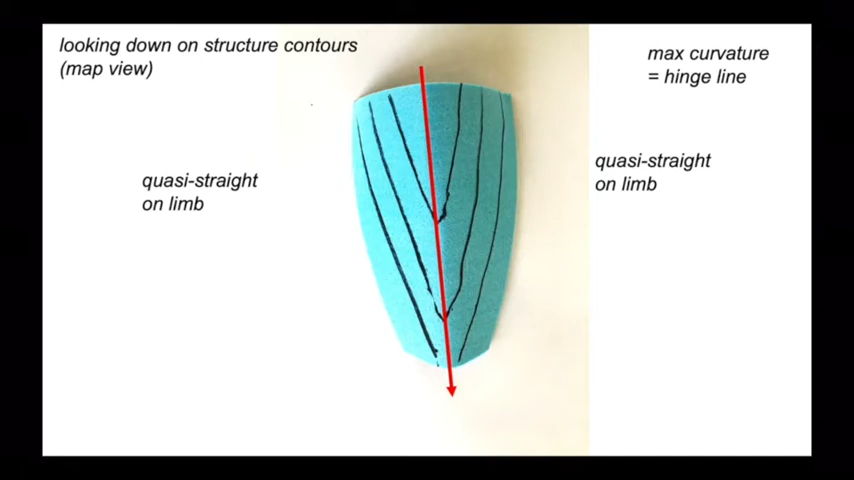 looking down on structure contours
(map view)
max curvature
= hinge line
quasi-straight
on limb
quasi-straight
on limb